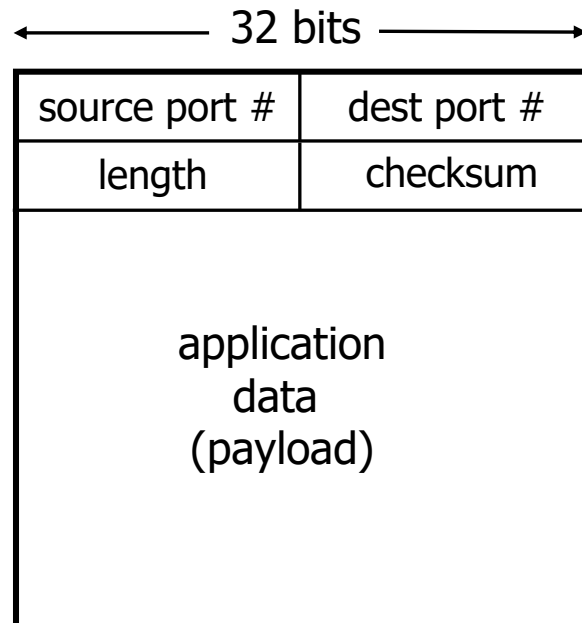 32 bits
source port #
dest port #
length
checksum
application
data
(payload)